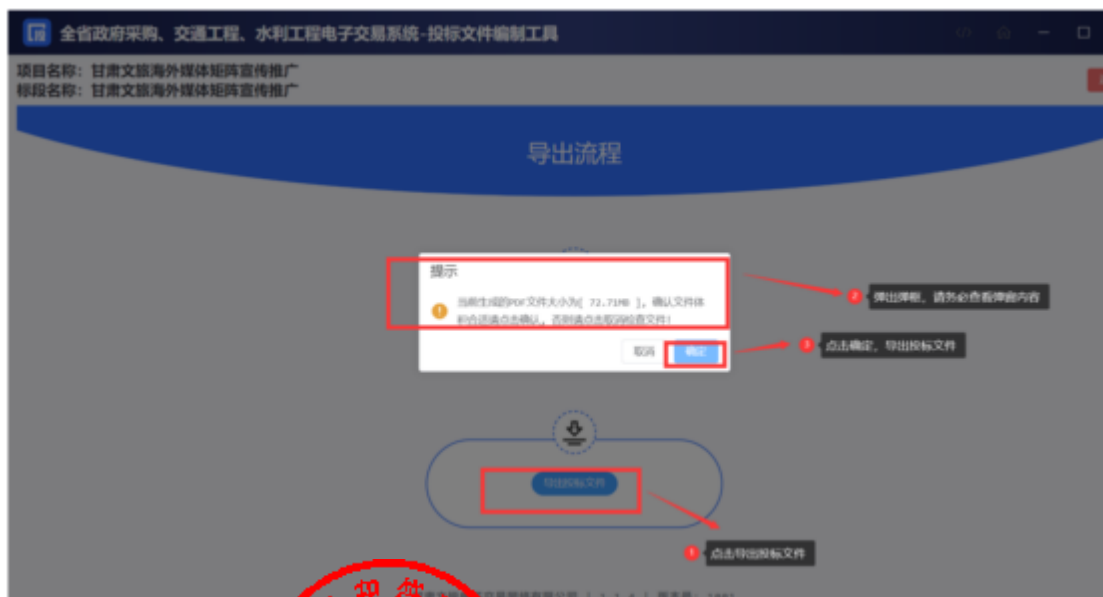 全省政府采购、交通工程、水利工程电子交易系统-投标文件编制工具
项目名称：甘肃文旅海外媒体矩阵宣传推广
标段名称：甘肃文旅海外媒体矩阵宣传推广
导出流程
提示
当前生成的PDF文件大小为[ 72.71MB ]，确认文件体
积合适请点击确认，否则请点击取消检查文件！
取消 确定
2 弹出弹框，请务必查看弹窗内容
3 点击确定，导出投标文件
导出投标文件
1 点击导出投标文件